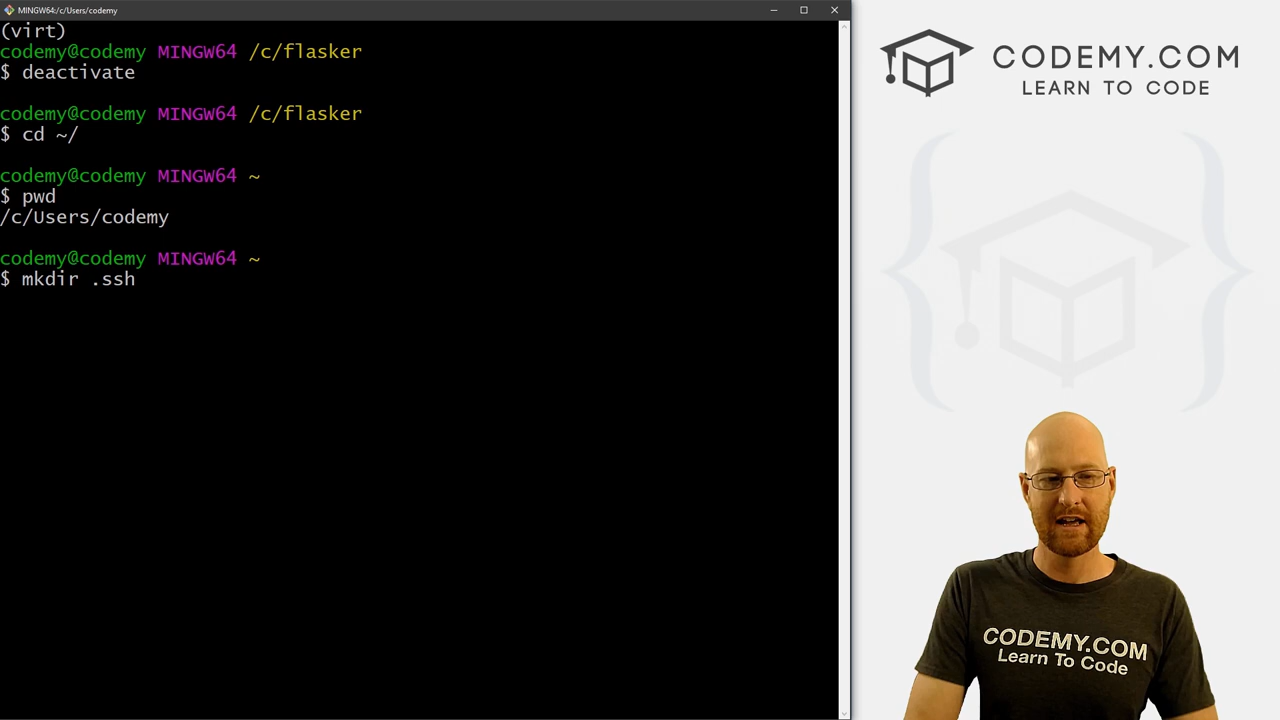 MINGW64:/c/Users/codemy
(virt)
codemy@codemy MINGW64 /c/flasker
$ deactivate
codemy@codemy MINGW64 /c/flasker
$ cd ~/
codemy@codemy MINGW64 ~
$ pwd
/c/Users/codemy
codemy@codemy MINGW64 ~
$ mkdir .ssh
CODEMY.COM
LEARN TO CODE
CODEMY.COM
Learn To Code